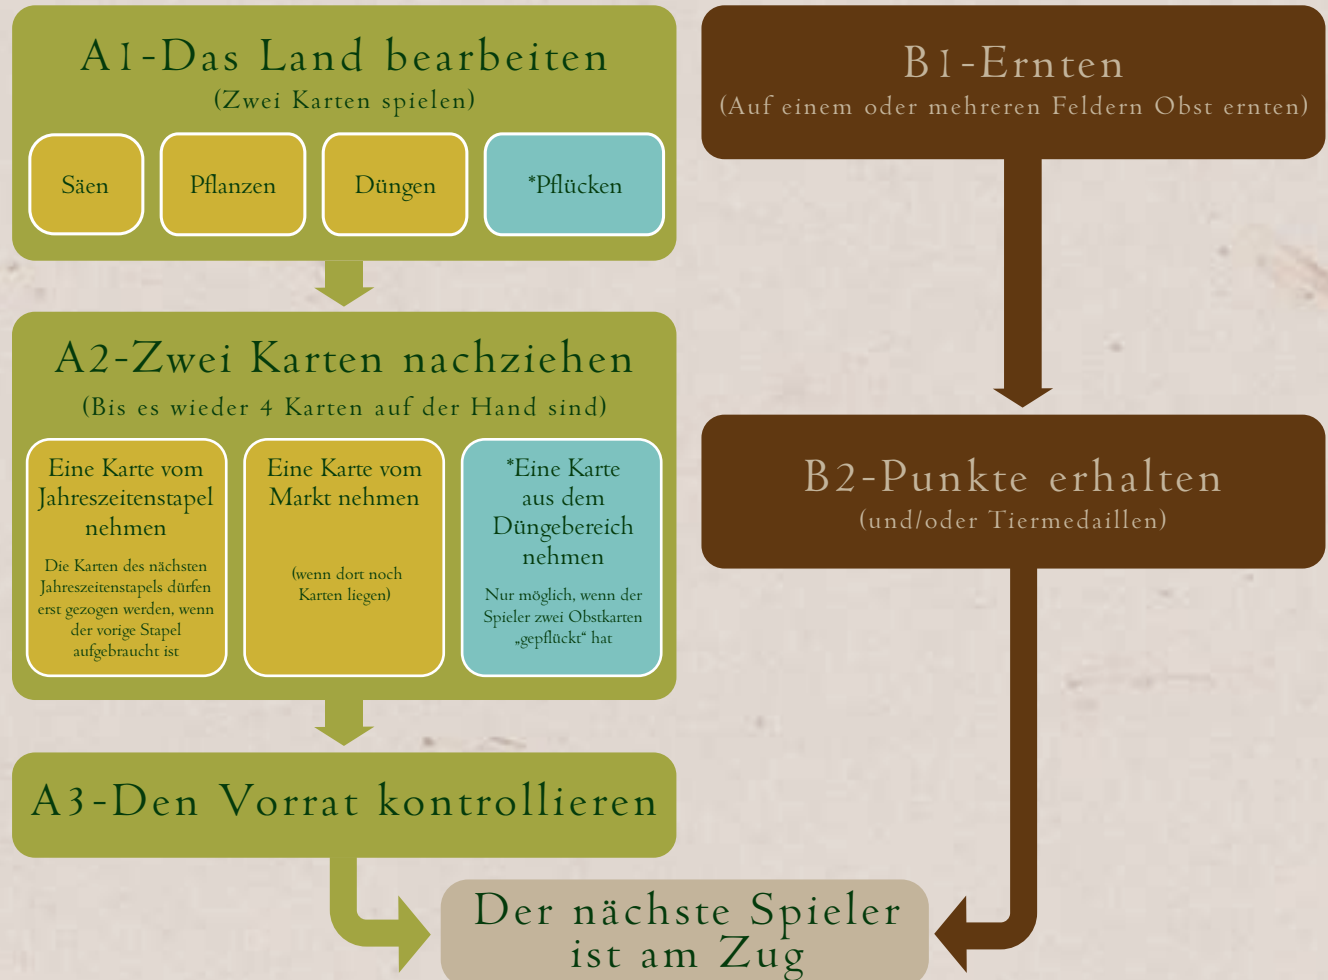 A1-Das Land bearbeiten
(Zwei Karten spielen)
Säen
Pflanzen
Düngen
*Pflücken
A2-Zwei Karten nachziehen
(Bis es wieder 4 Karten auf der Hand sind)
Eine Karte vom
Jahreszeitenstapel
nehmen
Die Karten des nächsten
Jahreszeitenstapels dürfen
erst gezogen werden, wenn
der vorige Stapel
aufgebraucht ist
Eine Karte vom
Markt nehmen
(wenn dort noch
Karten liegen)
*Eine Karte
aus dem
Düngebereich
nehmen
Nur möglich, wenn der
Spieler zwei Obstkarten
„gepflückt“ hat
A3-Den Vorrat kontrollieren
B1-Ernten
(Auf einem oder mehreren Feldern Obst ernten)
B2-Punkte erhalten
(und/oder Tiermedaillen)
Der nächste Spieler
ist am Zug